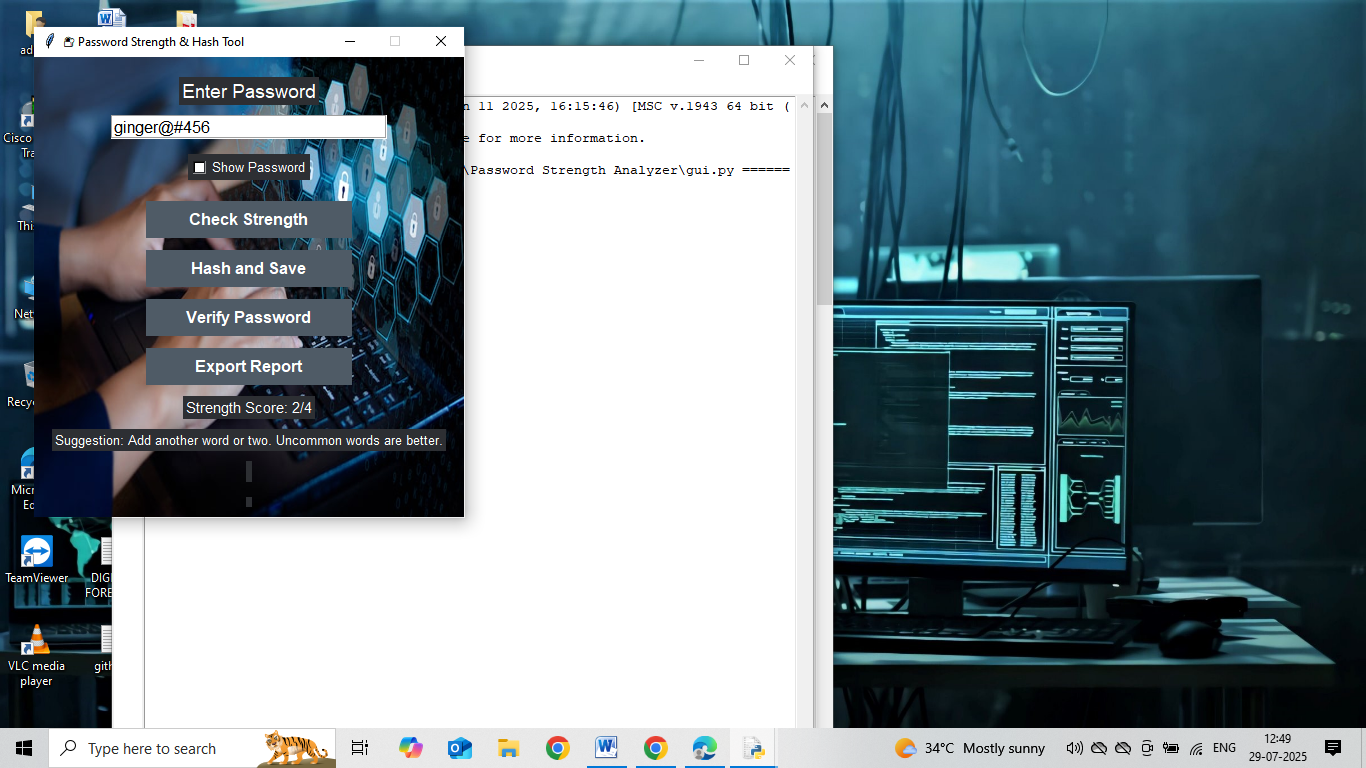 Password Strength & Hash Tool
Enter Password
ginger@#456
Show Password
Check Strength
Hash and Save
Verify Password
Export Report
Strength Score: 2/4
Suggestion: Add another word or two. Uncommon words are better.
n 11 2025, 16:15:46) [MSC v.1943 64 bit (
e for more information.
\Password Strength Analyzer\gui.py ======
ad
Cisco
Tra
This
Net
Recyc
Micr
Ed
TeamViewer
DIGI
FORE
VLC media
player
gith
Type here to search
34°C Mostly sunny
ENG
12:49
29-07-2025